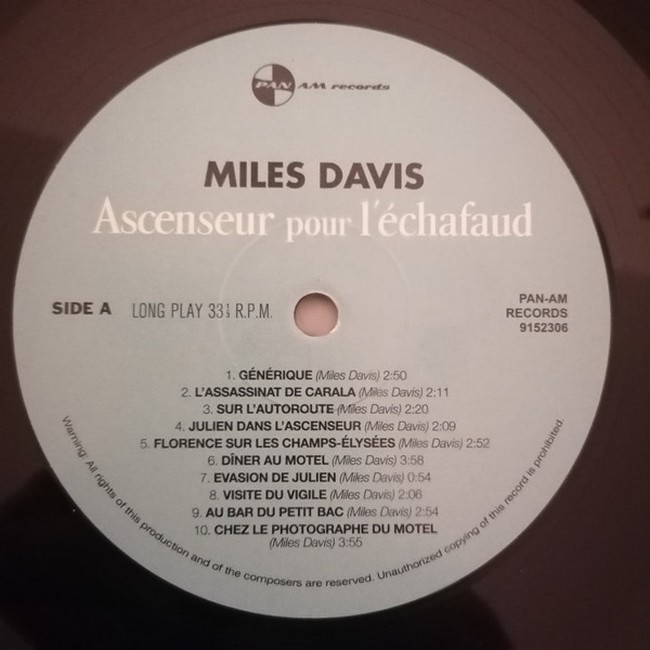 PAN AM records
MILES DAVIS
Ascenseur pour l'échafaud
SIDE A LONG PLAY 33⅓ R.P.M.
PAN-AM
RECORDS
9152306
1. GÉNÉRIQUE (Miles Davis) 2:50
2. L'ASSASSINAT DE CARALA (Miles Davis) 2:11
3. SUR L'AUTOROUTE (Miles Davis) 2:20
4. JULIEN DANS L'ASCENSEUR (Miles Davis) 2:09
5. FLORENCE SUR LES CHAMPS-ÉLYSÉES (Miles Davis) 2:52
6. DÎNER AU MOTEL (Miles Davis) 3:58
7. EVASION DE JULIEN (Miles Davis) 0:54
8. VISITE DU VIGILE (Miles Davis) 2:06
9. AU BAR DU PETIT BAC (Miles Davis) 2:54
10. CHEZ LE PHOTOGRAPHE DU MOTEL
(Miles Davis) 3:55
Warning: All rights of this production and of the composers are reserved. Unauthorized copying of this record is prohibited.